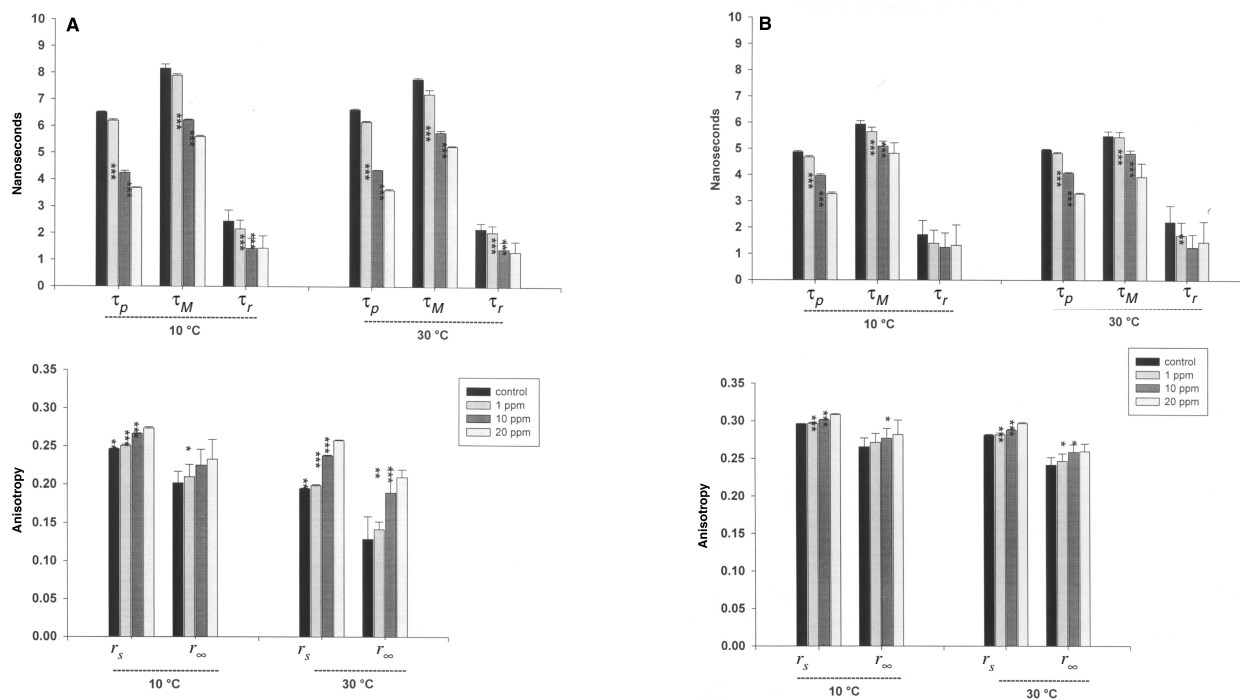 A
10
9
8
7
6
5
4
3
2
1
0
Nanoseconds
*** *** *** *** *** *** *** *** *** *** *** ***
τp τM τr τp τM τr
10 °C 30 °C
B
10
9
8
7
6
5
4
3
2
1
0
Nanoseconds
*** *** *** *** *** *** *** *** **
τp τM τr τp τM τr
10 °C 30 °C
0.35
0.30
0.25
0.20
0.15
0.10
0.05
0.00
Anisotropy
* *** *** * ** *** *** ** ***
control
1 ppm
10 ppm
20 ppm
rs r∞ rs r∞
10 °C 30 °C
0.35
0.30
0.25
0.20
0.15
0.10
0.05
0.00
Anisotropy
*** *** * *** *** * *
control
1 ppm
10 ppm
20 ppm
rs r∞ rs r∞
10 °C 30 °C